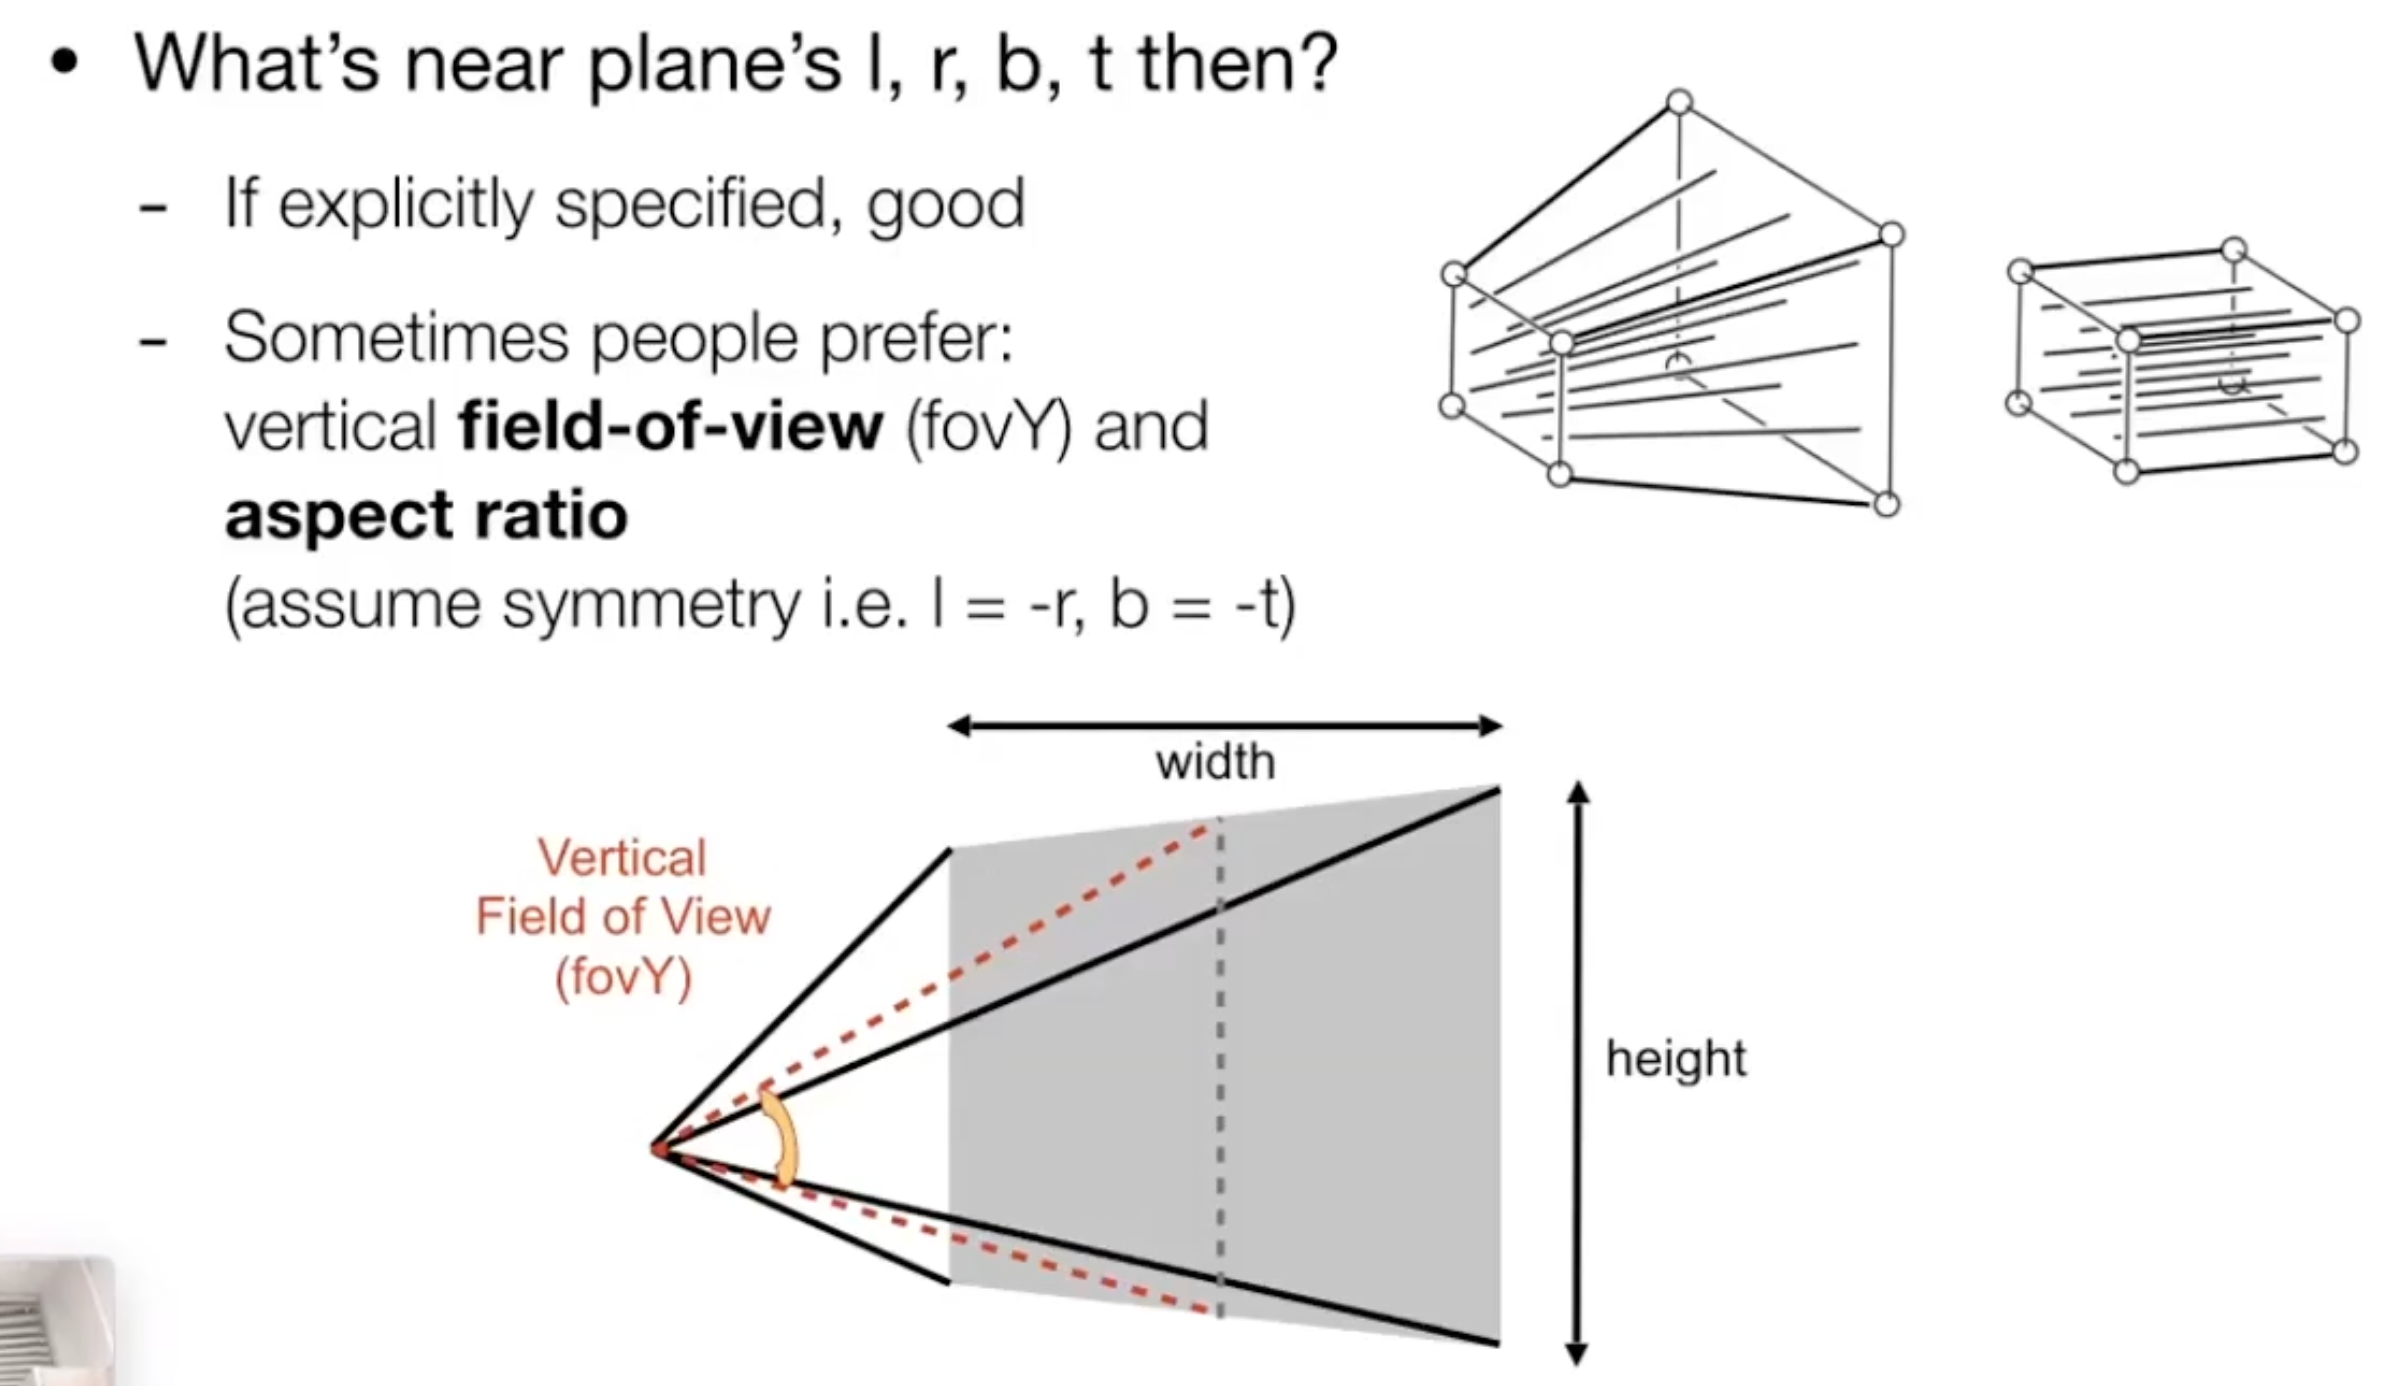 • What’s near plane’s l, r, b, t then?
- If explicitly specified, good
- Sometimes people prefer:
vertical field-of-view (fovY) and
aspect ratio
(assume symmetry i.e. l = -r, b = -t)
width
Vertical
Field of View
(fovY)
height